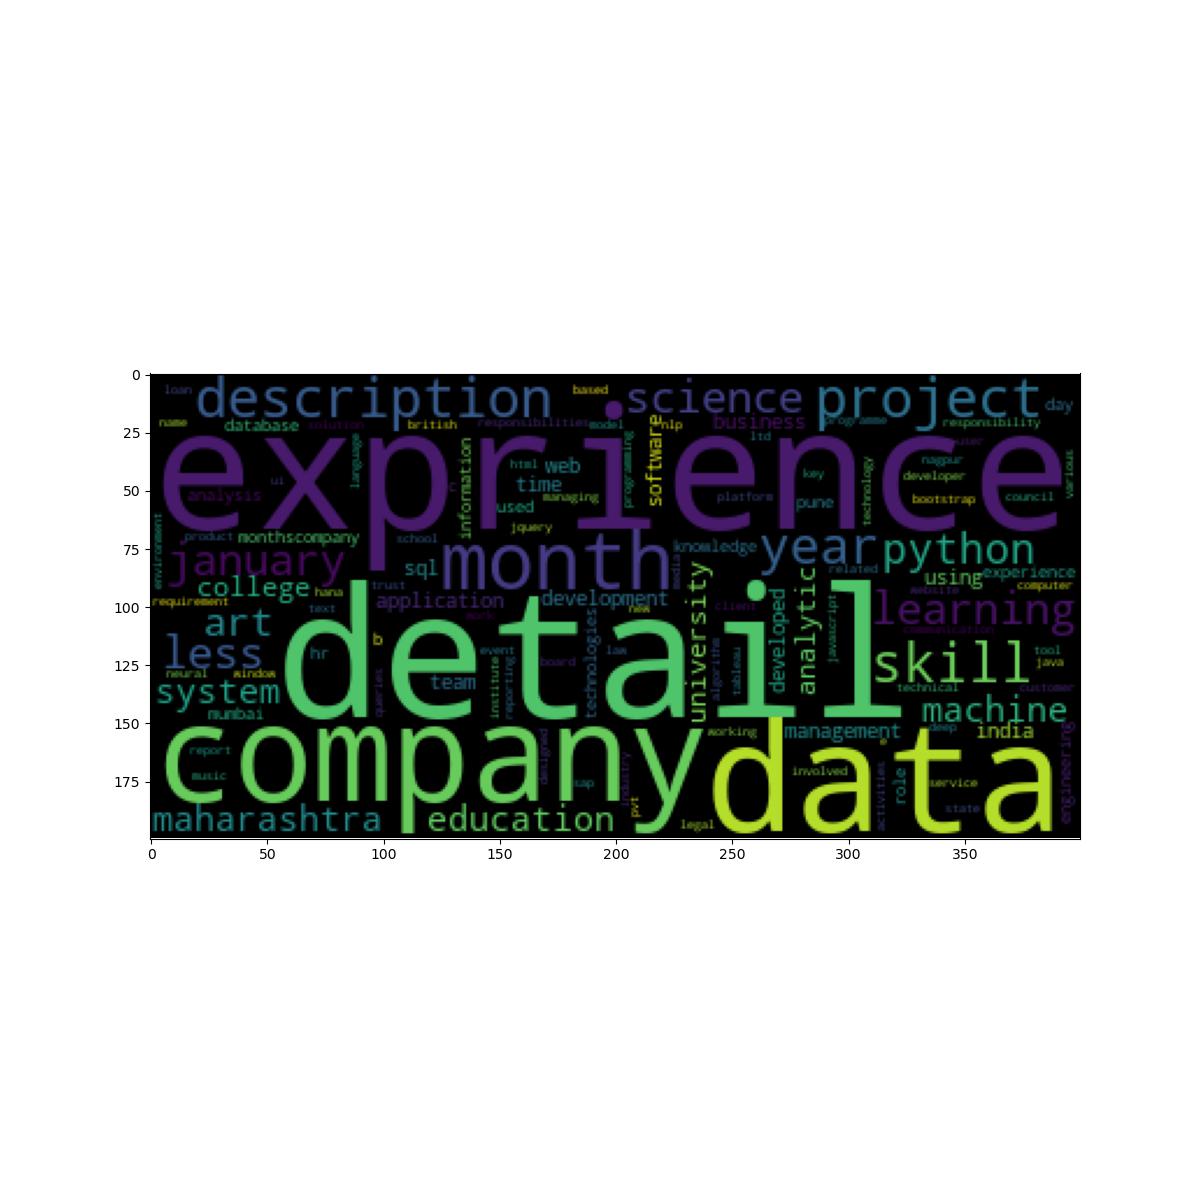 0
25
50
75
100
125
150
175
loan description based science project day
name database solution british responsibilities model nlp business programme responsibility
exprience
language information html web time programming software ltd key nagpur developer various
analysis ui managing platform pune technology bootstrap council
used jquery
environment product monthscompany school month knowledge year python
january sql media related using experience
college hana trust application development university client analytic website computer
requirement text new developed javascript learning
art work communication
less hr b detail event board technologies law algorithms tableau skill tool java
neural window queries team institute reporting technical customer
system mumbai machine
company designed working management deep india
report music sap industry data involved role service engineering
activities state
maharashtra education pvt legal
0 50 100 150 200 250 300 350